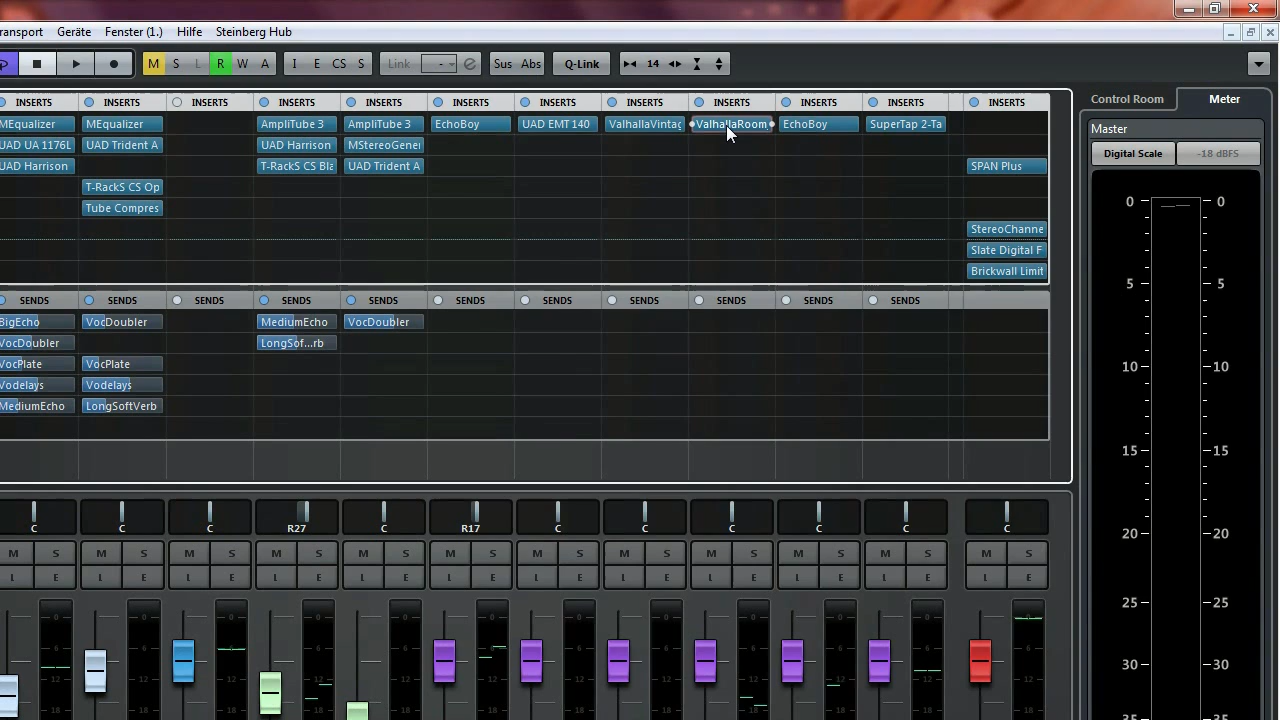 ransport Geräte Fenster (1.) Hilfe Steinberg Hub
M S L R W A I E CS S Link - e Sus Abs Q-Link 14
INSERTS INSERTS INSERTS INSERTS INSERTS INSERTS INSERTS INSERTS INSERTS INSERTS INSERTS INSERTS
MEqualizer MEqualizer AmpliTube 3 AmpliTube 3 EchoBoy UAD EMT 140 ValhallaVintag ValhallaRoom EchoBoy SuperTap 2-Ta
UAD UA 1176L UAD Trident A UAD Harrison MStereoGener
UAD Harrison T-RackS CS Bla UAD Trident A SPAN Plus
T-RackS CS Op
Tube Compres
StereoChanne
Slate Digital F
Brickwall Limit
SENDS SENDS SENDS SENDS SENDS SENDS SENDS SENDS SENDS SENDS SENDS
BigEcho VocDoubler MediumEcho VocDoubler
VocDoubler LongSof...rb
VocPlate VocPlate
Vodelays Vodelays
MediumEcho LongSoftVerb
C C C R27 C R17 C C C C C C
M S M S M S M S M S M S M S M S M S M S M S M S
L E L E L E L E L E L E L E L E L E L E L E L E
Control Room Meter
Master
Digital Scale -18 dBFS
0 0
5 5
10 10
15 15
20 20
25 25
30 30
35 35